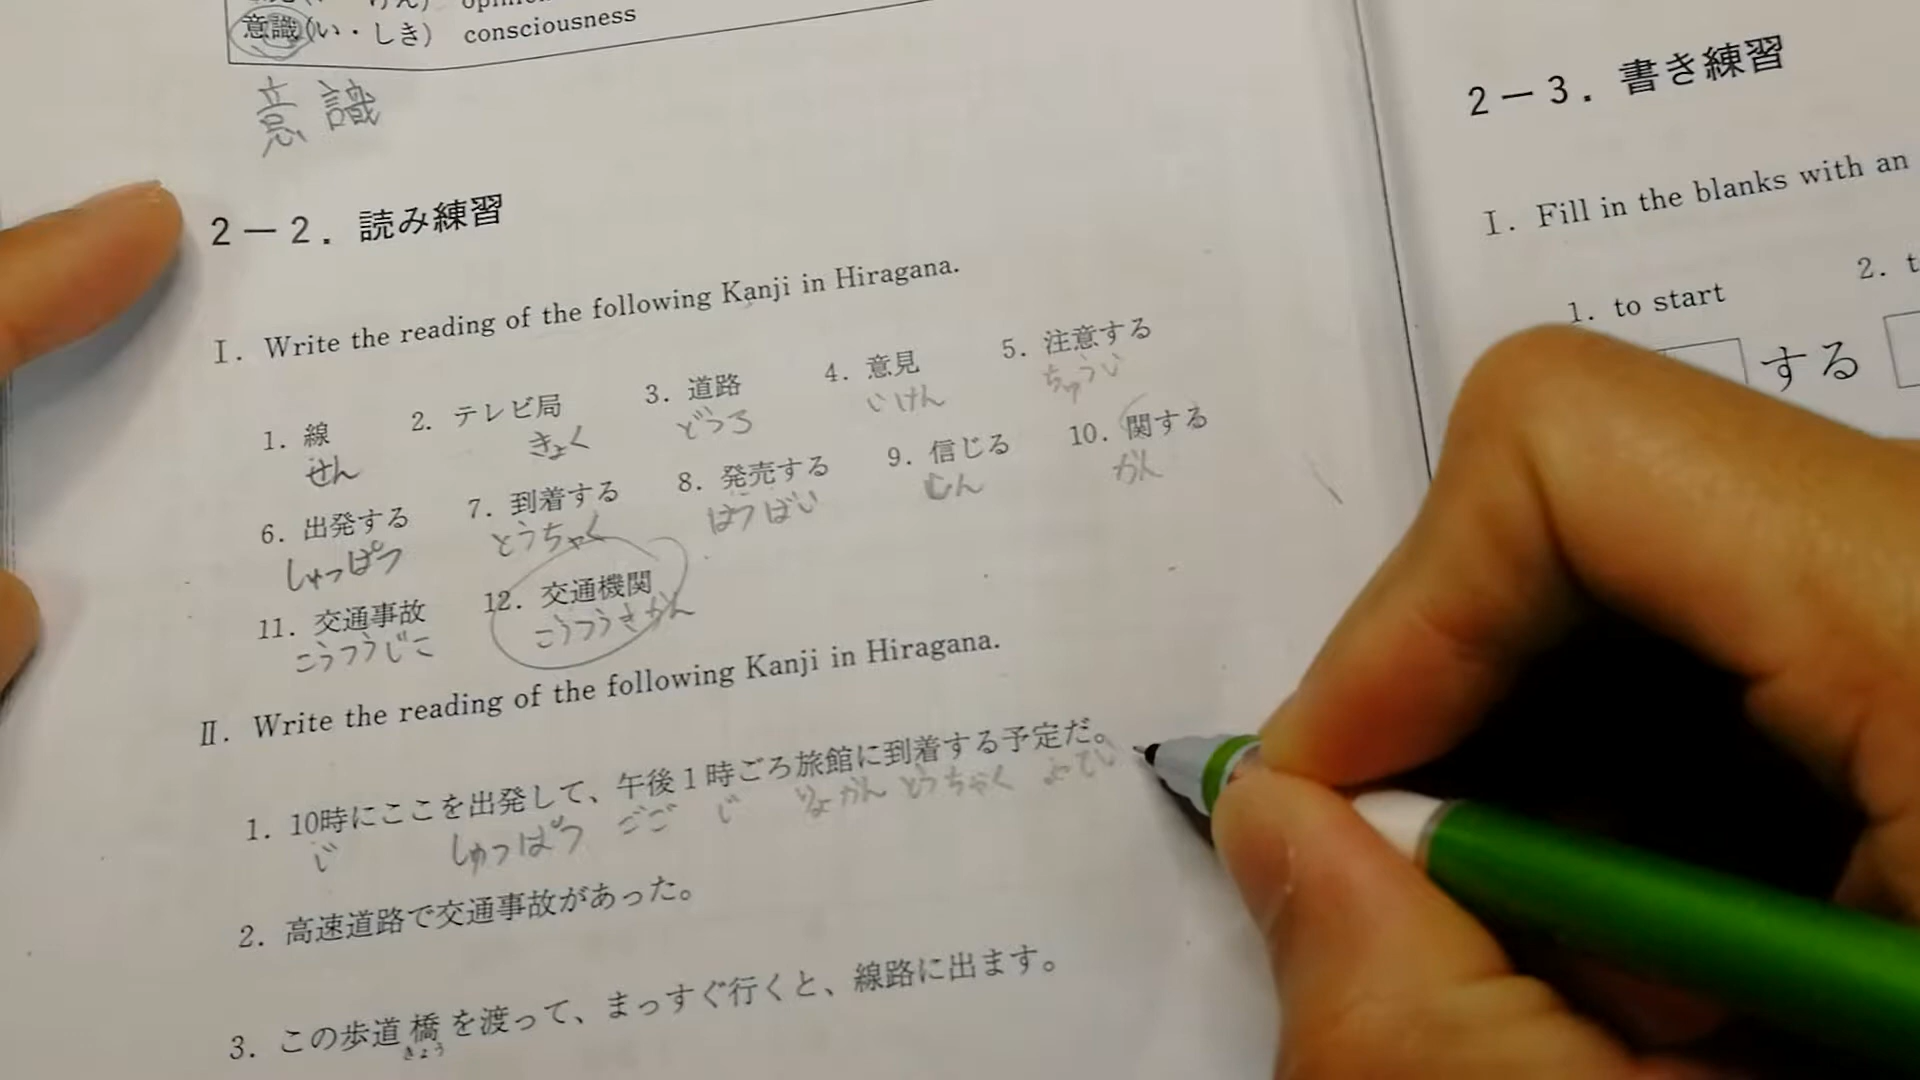 意識(い・しき) consciousness
意識
2－2．読み練習
Ⅰ. Write the reading of the following Kanji in Hiragana.
1. 線 2. テレビ局 3. 道路 4. 意見 5. 注意する
せん きょく どうろ いけん ちゅうい
6. 出発する 7. 到着する 8. 発売する 9. 信じる 10. 関する
しゅっぱつ とうちゃく はつばい しん かん
11. 交通事故 12. 交通機関
こうつうじこ こうつうきかん
Ⅱ. Write the reading of the following Kanji in Hiragana.
1. 10時にここを出発して、午後1時ごろ旅館に到着する予定だ。
じ しゅっぱつ ごご じ りょかん とうちゃく よてい
2. 高速道路で交通事故があった。
3. この歩道橋を渡って、まっすぐ行くと、線路に出ます。
きょう
2－3．書き練習
Ⅰ. Fill in the blanks with an
1. to start 2.
する